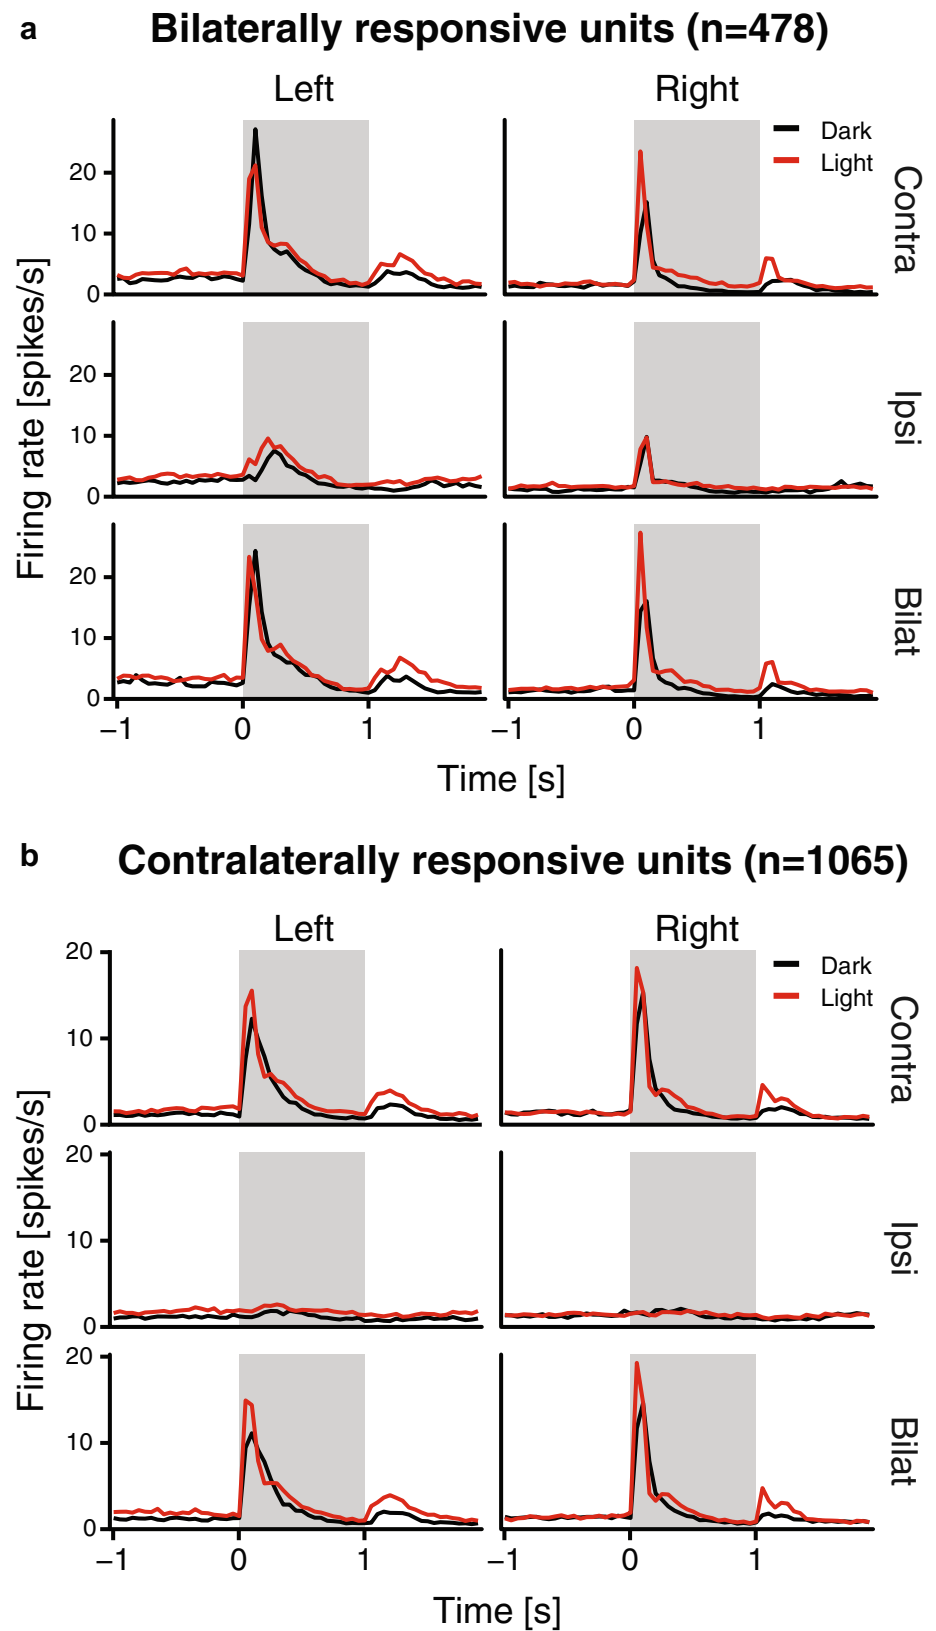 a Bilaterally responsive units (n=478)
Left Right
Dark
Light
Contra
20
10
0
Ipsi
20
10
0
Bilat
20
10
0
Firing rate [spikes/s]
−1 0 1 −1 0 1
Time [s]
b Contralaterally responsive units (n=1065)
Left Right
Dark
Light
Contra
20
10
0
Ipsi
20
10
0
Bilat
20
10
0
Firing rate [spikes/s]
−1 0 1 −1 0 1
Time [s]